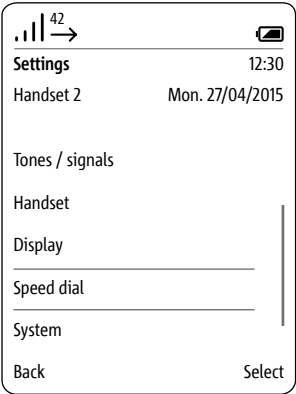 42
Settings 12:30
Handset 2 Mon. 27/04/2015
Tones / signals
Handset
Display
Speed dial
System
Back Select